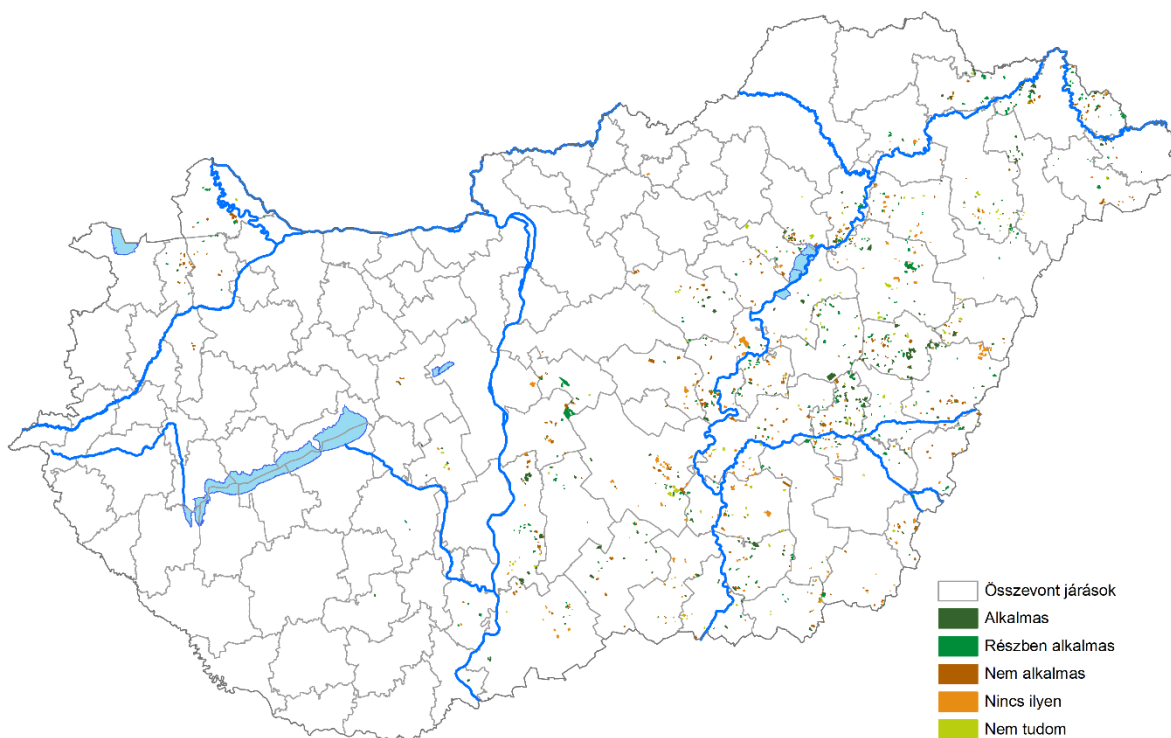 Összevont járások
Alkalmas
Részben alkalmas
Nem alkalmas
Nincs ilyen
Nem tudom